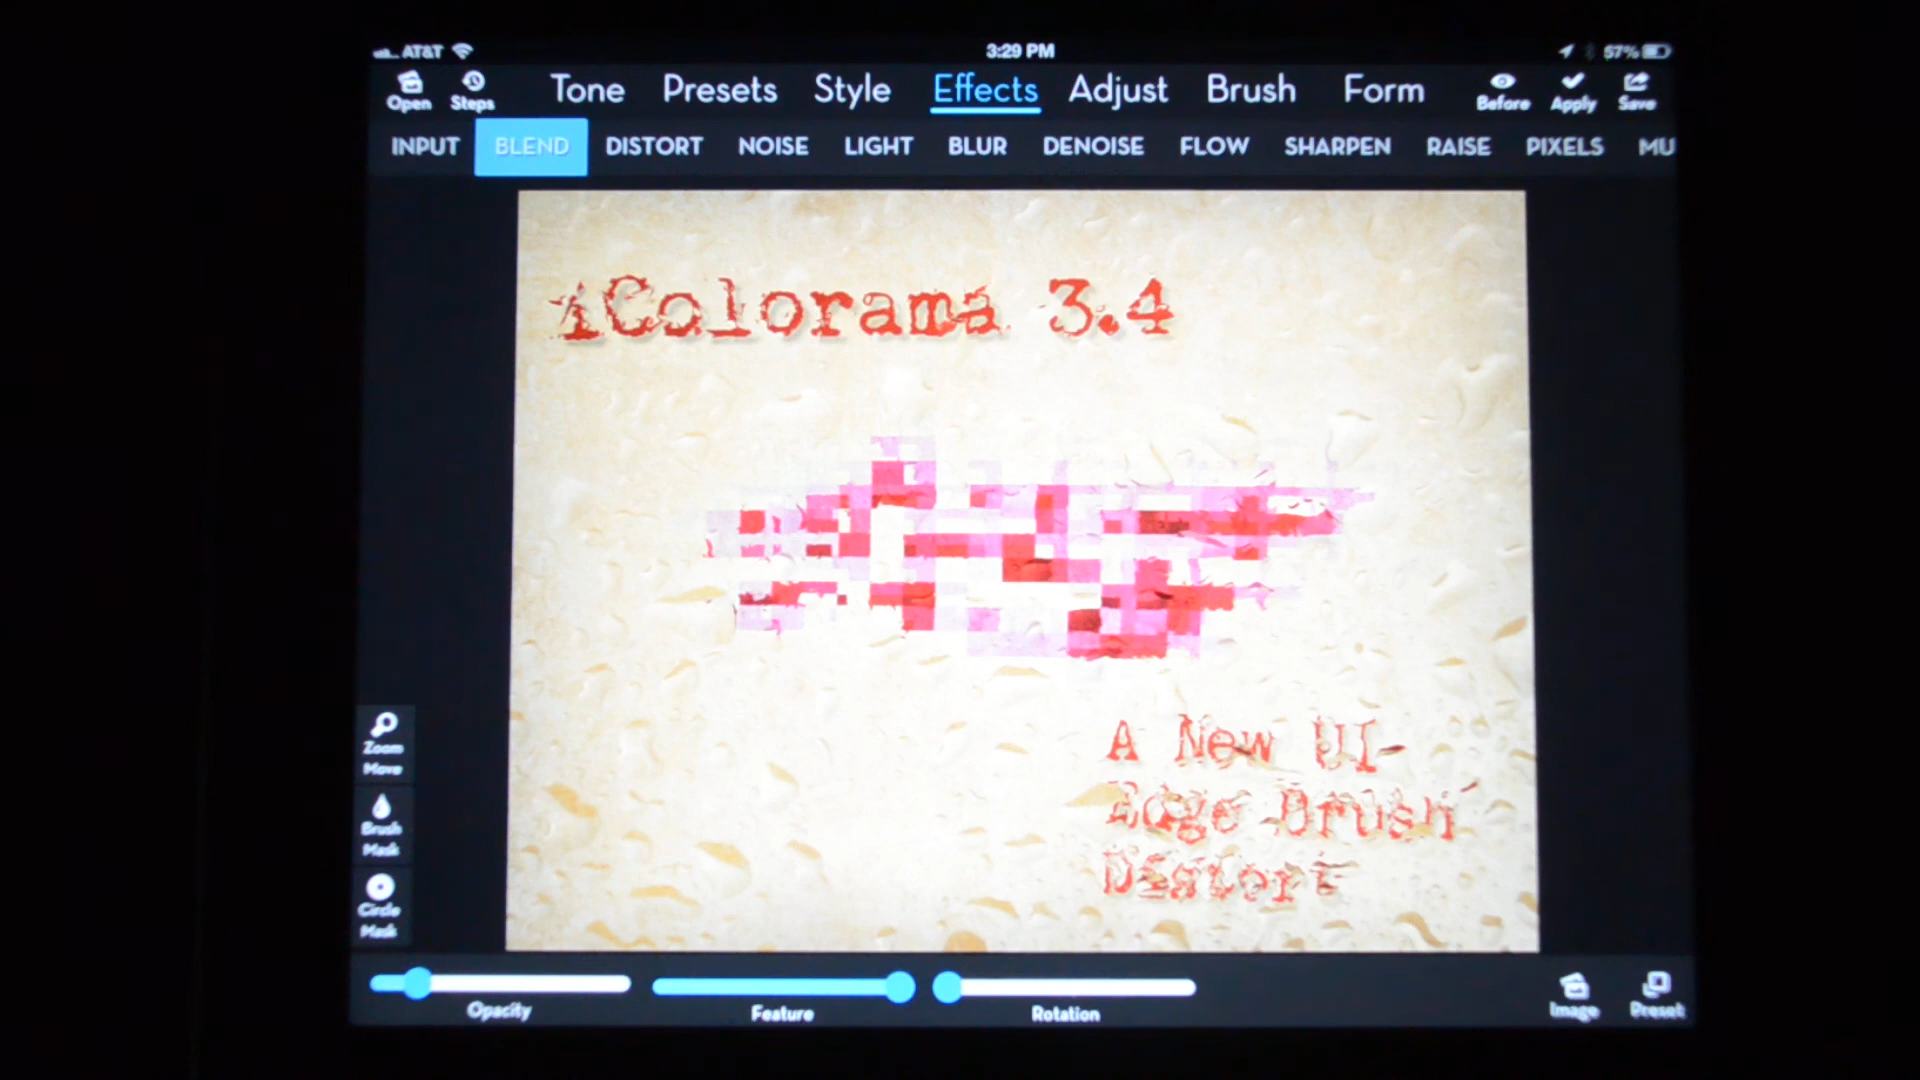 AT&T 3:29 PM 57%
Open Steps Tone Presets Style Effects Adjust Brush Form Before Apply Save
INPUT BLEND DISTORT NOISE LIGHT BLUR DENOISE FLOW SHARPEN RAISE PIXELS MU
iColorama 3.4
A New UI
Edge Brush
Distort
Zoom
Move
Brush
Mask
Circle
Mask
Opacity Feature Rotation Image Preset